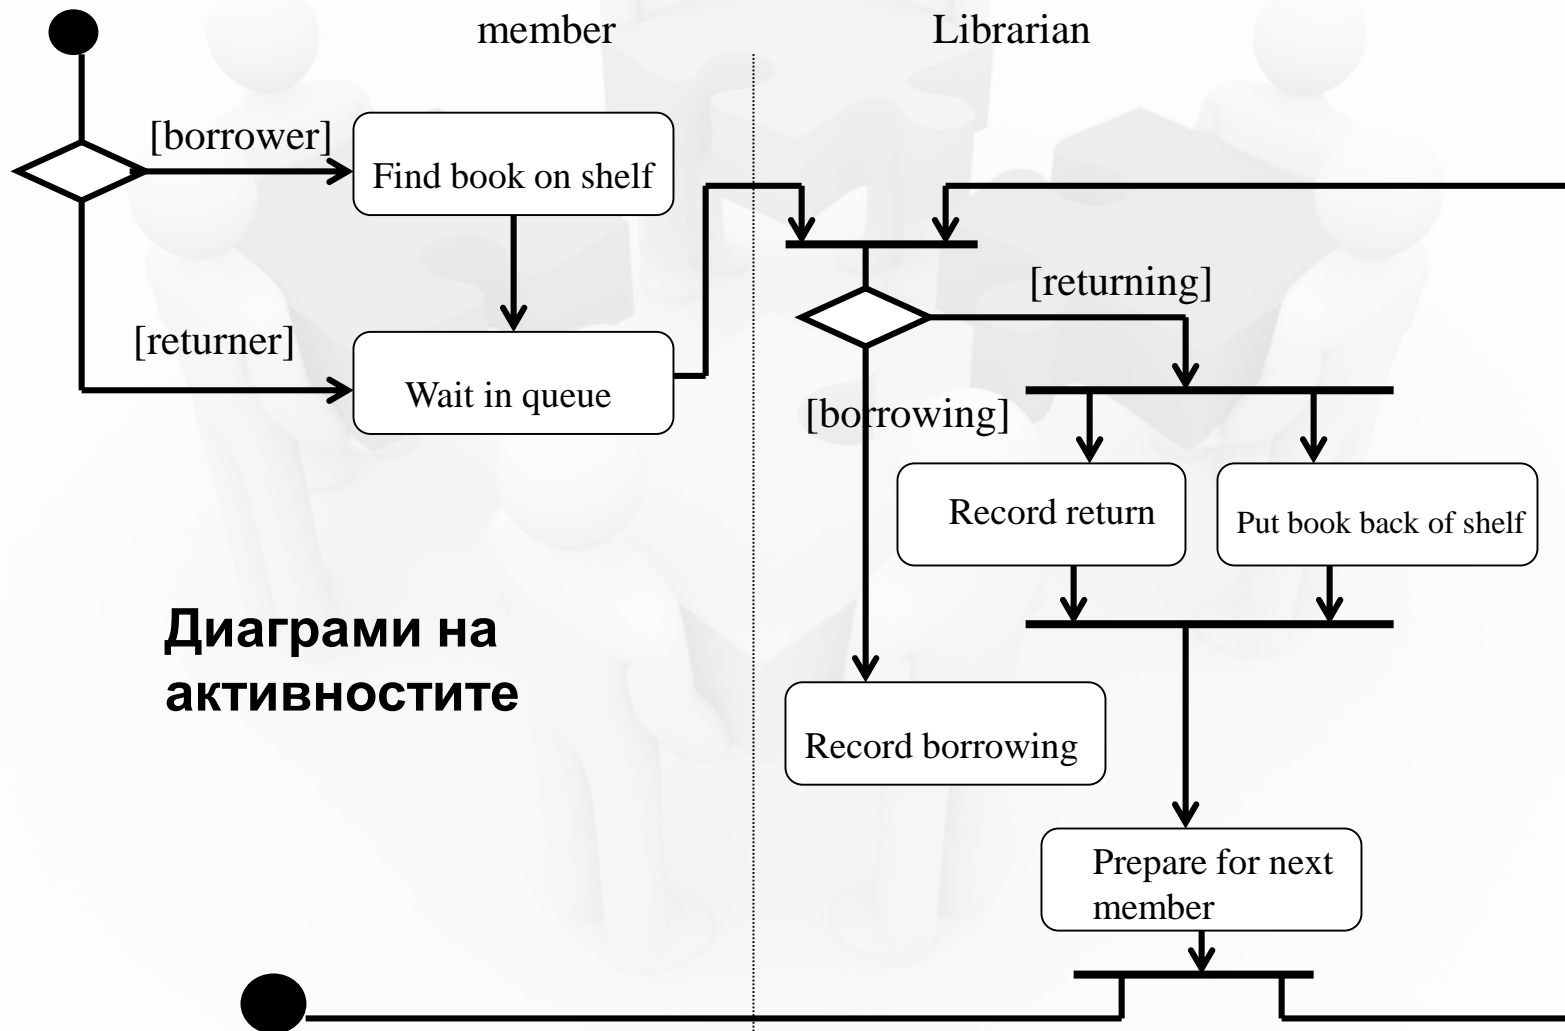 member
Librarian
[borrower]
Find book on shelf
[returning]
[returner]
Wait in queue
[borrowing]
Record return
Put book back of shelf
Диаграми на
активностите
Record borrowing
Prepare for next
member